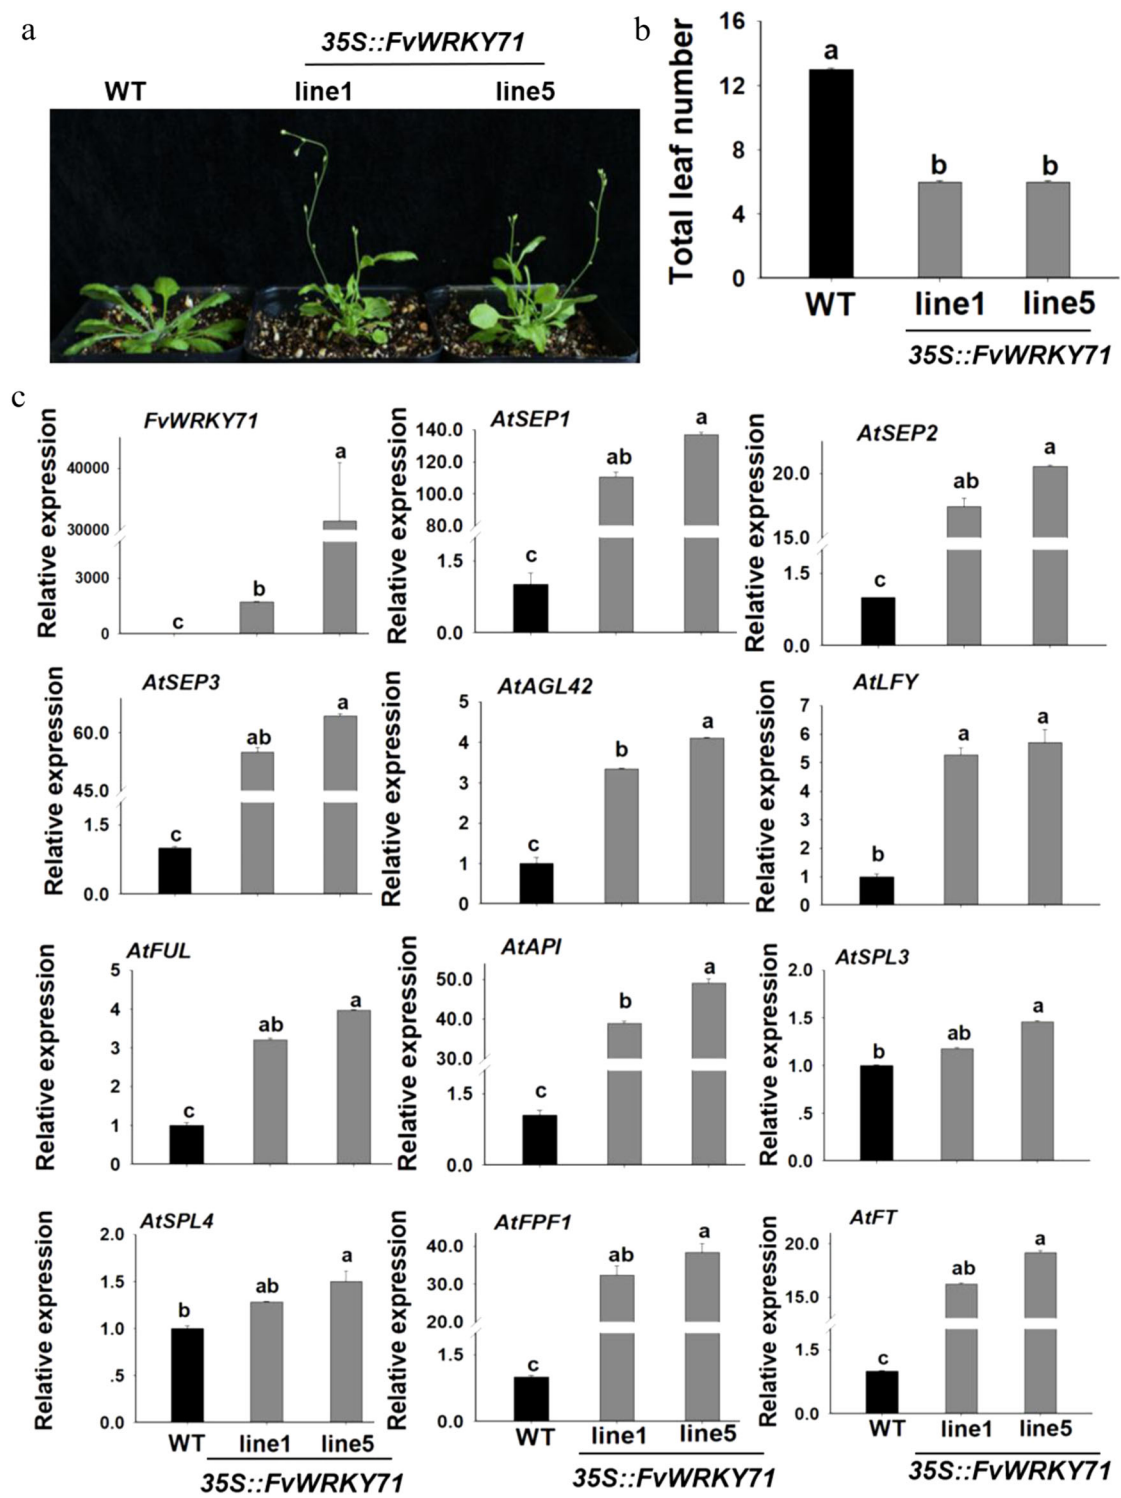 a
35S::FvWRKY71
WT line1 line5
b
Total leaf number
16
12
8
4
0
a
b b
WT line1 line5
35S::FvWRKY71
c
FvWRKY71
Relative expression
40000
30000
3000
0
c b a
AtSEP1
Relative expression
140.0
120.0
100.0
80.0
1.5
0.0
c ab a
AtSEP2
Relative expression
20.0
15.0
1.5
0.0
c ab a
AtSEP3
Relative expression
60.0
45.0
1.5
0.0
c ab a
AtAGL42
Relative expression
5
4
3
2
1
0
c b a
AtLFY
Relative expression
7
6
5
4
3
2
1
0
b a a
AtFUL
Relative expression
5
4
3
2
1
0
c ab a
AtAPI
Relative expression
50.0
40.0
30.0
1.5
0.0
c b a
AtSPL3
Relative expression
2.0
1.5
1.0
.5
0.0
b ab a
AtSPL4
Relative expression
2.0
1.5
1.0
.5
0.0
b ab a
WT line1 line5
35S::FvWRKY71
AtFPF1
Relative expression
40.0
30.0
20.0
1.5
0.0
c ab a
WT line1 line5
35S::FvWRKY71
AtFT
Relative expression
20.0
15.0
1.5
0.0
c ab a
WT line1 line5
35S::FvWRKY71